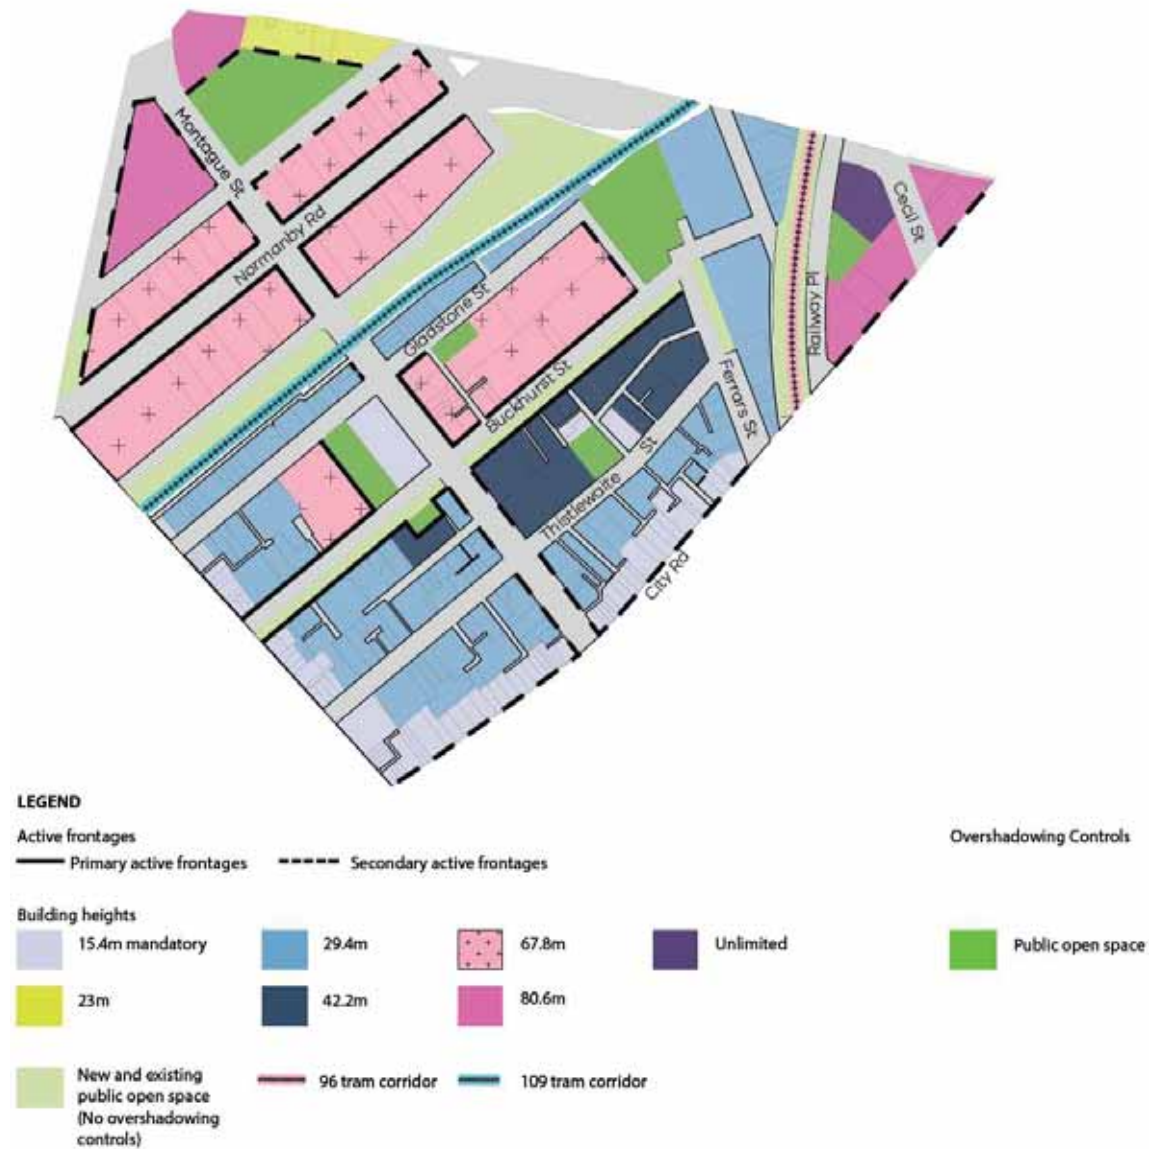 Montague St
Normanby Rd
Cecil St
Railway Pl
Gladstone St
Buckhurst St
Ferrars St
Thistlewaite St
City Rd
LEGEND
Active frontages
Overshadowing Controls
Primary active frontages
Secondary active frontages
Building heights
15.4m mandatory
29.4m
67.8m
Unlimited
Public open space
23m
42.2m
80.6m
New and existing
public open space
(No overshadowing
controls)
96 tram corridor
109 tram corridor